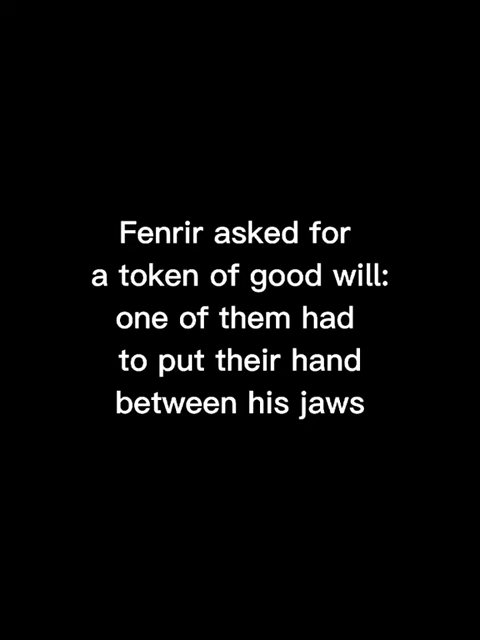 Fenrir asked for
a token of good will:
one of them had
to put their hand
between his jaws